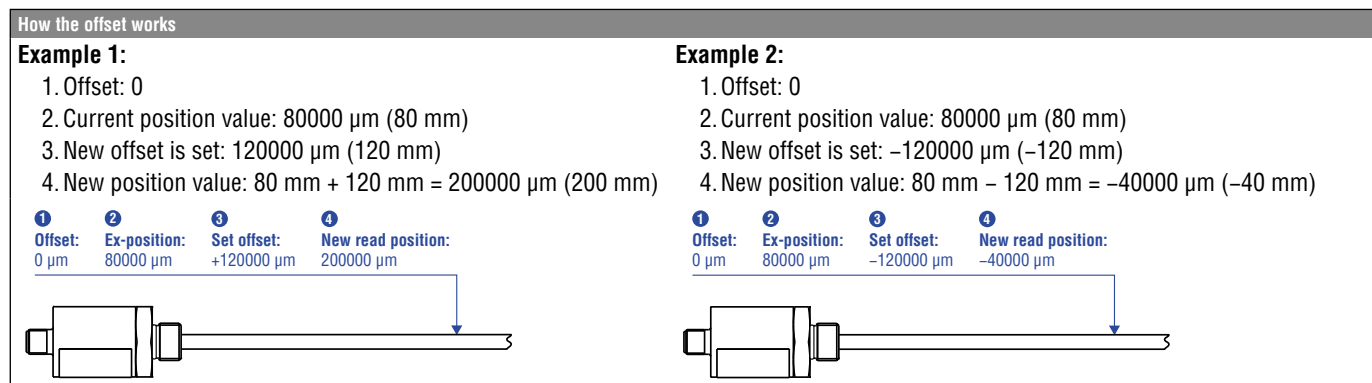 How the offset works
Example 1:
1. Offset: 0
2. Current position value: 80000 µm (80 mm)
3. New offset is set: 120000 µm (120 mm)
4. New position value: 80 mm + 120 mm = 200000 µm (200 mm)
1 2 3 4
Offset: Ex-position: Set offset: New read position:
0 µm 80000 µm +120000 µm 200000 µm
Example 2:
1. Offset: 0
2. Current position value: 80000 µm (80 mm)
3. New offset is set: −120000 µm (−120 mm)
4. New position value: 80 mm − 120 mm = −40000 µm (−40 mm)
1 2 3 4
Offset: Ex-position: Set offset: New read position:
0 µm 80000 µm −120000 µm −40000 µm